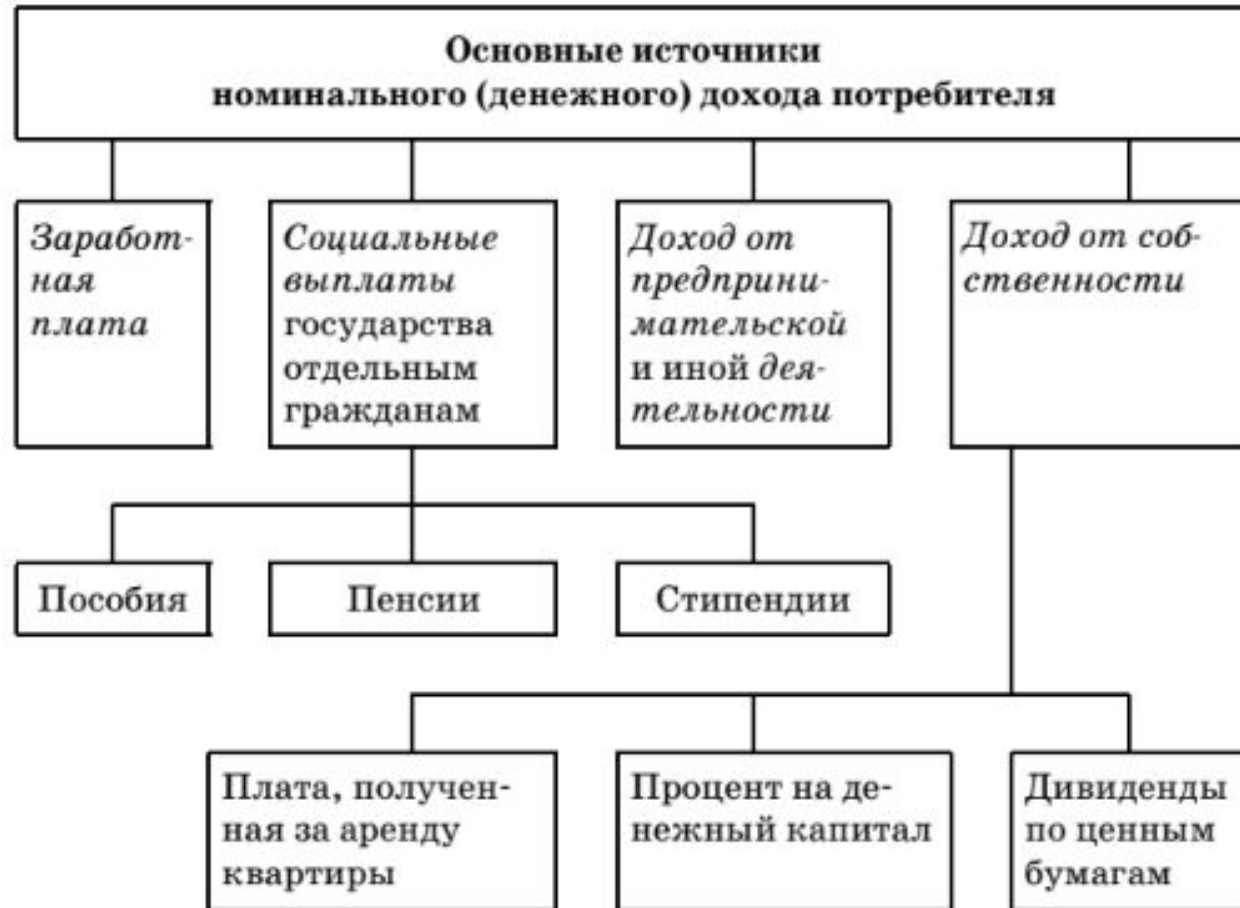 Основные источники
номинального (денежного) дохода потребителя
Заработ-
ная
плата
Социальные
выплаты
государства
отдельным
гражданам
Доход от
предприни-
мательской
и иной дея-
тельности
Доход от соб-
ственности
Пособия
Пенсии
Стипендии
Плата, получен-
ная за аренду
квартиры
Процент на де-
нежный капитал
Дивиденды
по ценным
бумагам